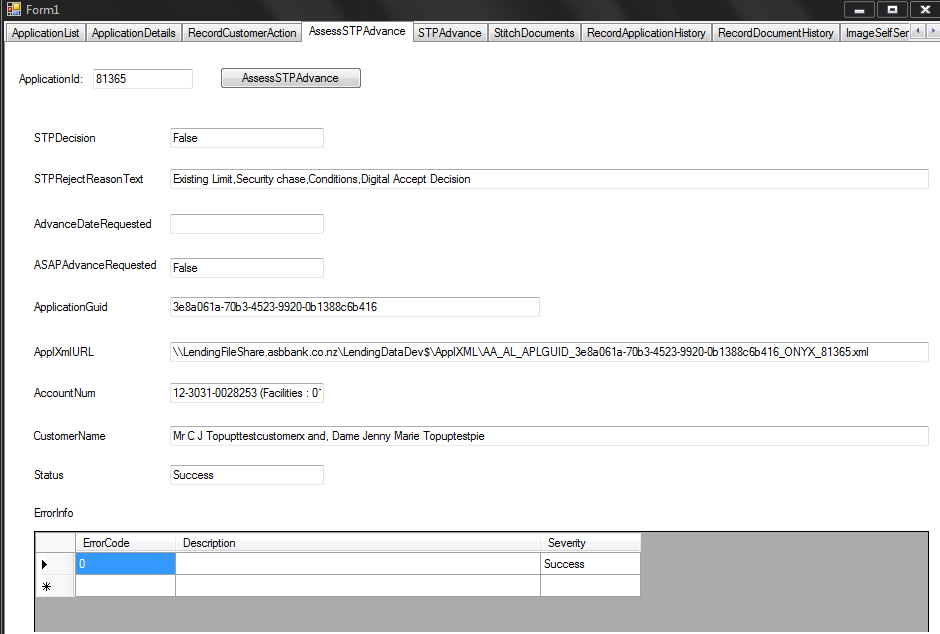 Form1
ApplicationList ApplicationDetails RecordCustomerAction AssessSTPAdvance STPAdvance StitchDocuments RecordApplicationHistory RecordDocumentHistory ImageSelfSer
ApplicationId: 81365 AssessSTPAdvance
STPDecision False
STPRejectReasonText Existing Limit,Security chase,Conditions,Digital Accept Decision
AdvanceDateRequested
ASAPAdvanceRequested False
ApplicationGuid 3e8a061a-70b3-4523-9920-0b1388c6b416
ApplXmlURL \\LendingFileShare.asbbank.co.nz\LendingDataDev$\ApplXML\AA_AL_APLGUID_3e8a061a-70b3-4523-9920-0b1388c6b416_ONYX_81365.xml
AccountNum 12-3031-0028253 (Facilities : 0
CustomerName Mr C J Topupttestcustomerx and, Dame Jenny Marie Topuptestpie
Status Success
ErrorInfo
ErrorCode Description Severity
0 Success